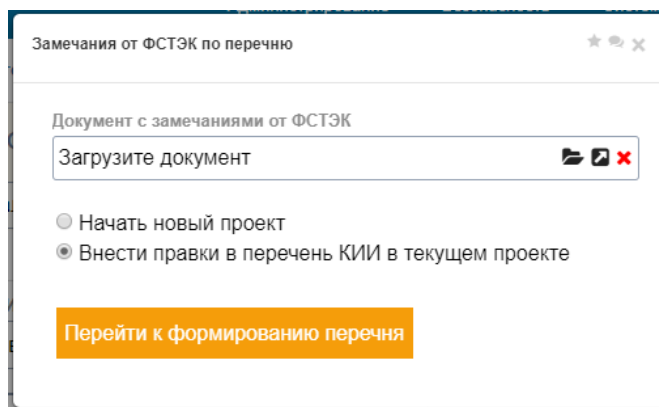 Замечания от ФСТЭК по перечню
Документ с замечаниями от ФСТЭК
Загрузите документ
Начать новый проект
Внести правки в перечень КИИ в текущем проекте
Перейти к формированию перечня